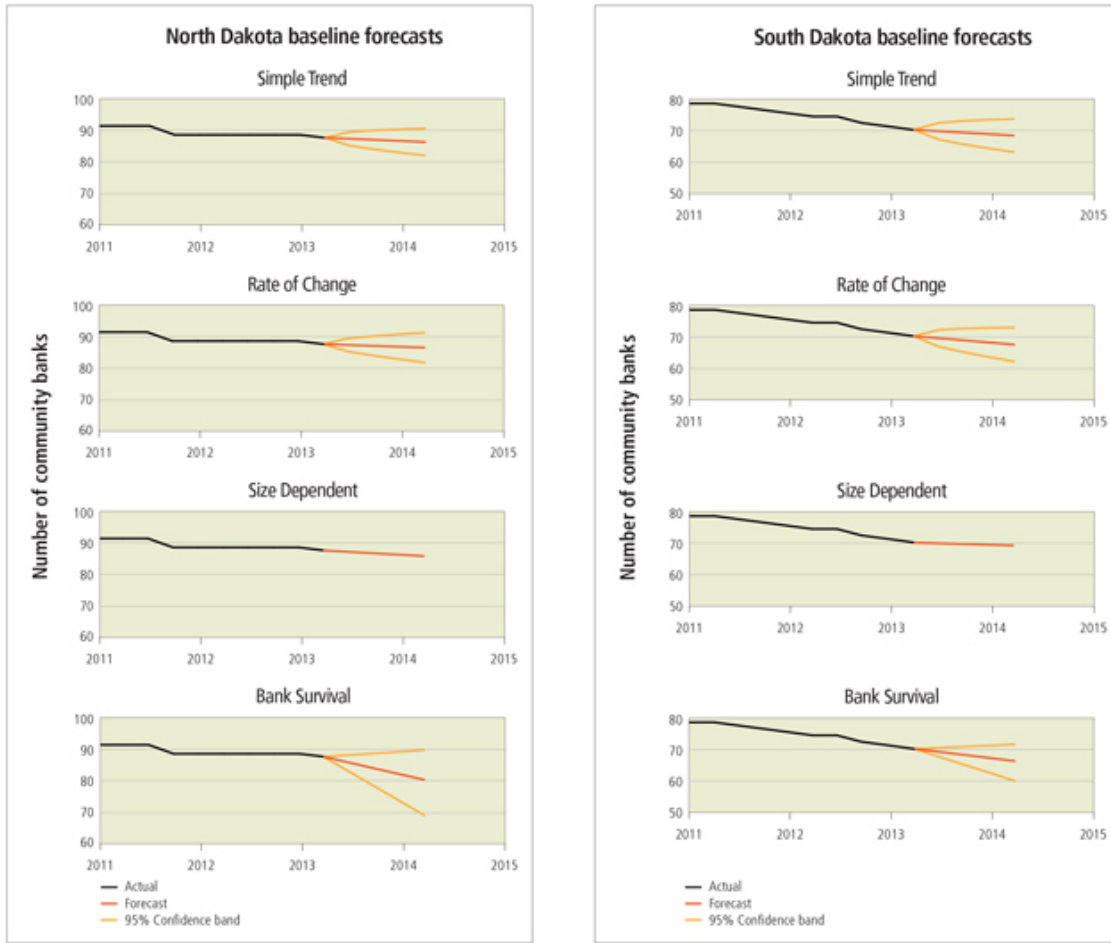 North Dakota baseline forecasts
Simple Trend
100
90
80
70
60
2011 2012 2013 2014 2015
Rate of Change
100
90
80
70
60
2011 2012 2013 2014 2015
Size Dependent
100
90
80
70
60
2011 2012 2013 2014 2015
Bank Survival
100
90
80
70
60
2011 2012 2013 2014 2015
Number of community banks
Actual
Forecast
95% Confidence band
South Dakota baseline forecasts
Simple Trend
80
70
60
50
2011 2012 2013 2014 2015
Rate of Change
80
70
60
50
2011 2012 2013 2014 2015
Size Dependent
80
70
60
50
2011 2012 2013 2014 2015
Bank Survival
80
70
60
50
2011 2012 2013 2014 2015
Number of community banks
Actual
Forecast
95% Confidence band